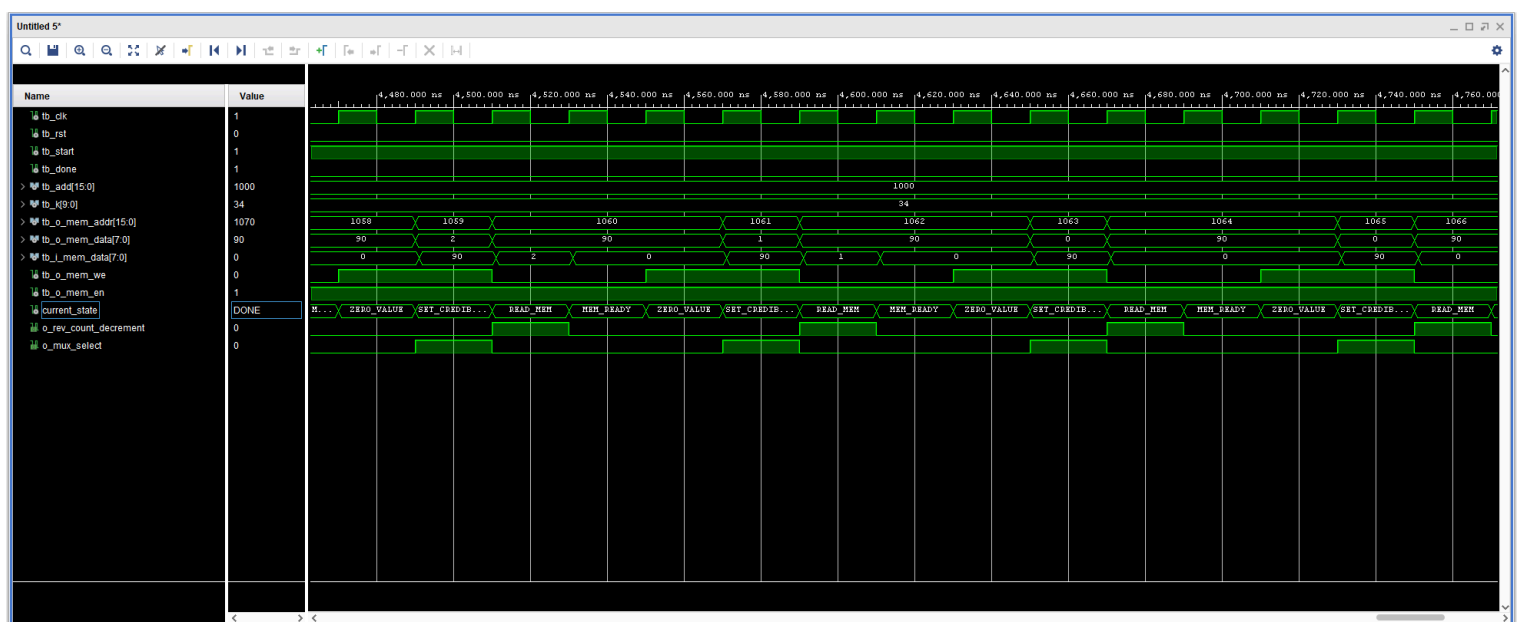 Untitled 5*
Name Value
4,480.000 ns 4,500.000 ns 4,520.000 ns 4,540.000 ns 4,560.000 ns 4,580.000 ns 4,600.000 ns 4,620.000 ns 4,640.000 ns 4,660.000 ns 4,680.000 ns 4,700.000 ns 4,720.000 ns 4,740.000 ns 4,760.00
tb_clk 1
tb_rst 0
tb_start 1
tb_done 1
tb_add[15:0] 1000 1000
tb_k[9:0] 34 34
tb_o_mem_addr[15:0] 1070 1058 1059 1060 1061 1062 1063 1064 1065 1066
tb_o_mem_data[7:0] 90 90 2 90 1 90 0 90 0 90
tb_i_mem_data[7:0] 0 0 90 2 0 90 1 0 90 0 90 0
tb_o_mem_we 0
tb_o_mem_en 1
current_state DONE M... ZERO_VALUE SET_CREDIB... READ_MEM MEM_READY ZERO_VALUE SET_CREDIB... READ_MEM MEM_READY ZERO_VALUE SET_CREDIB... READ_MEM MEM_READY ZERO_VALUE SET_CREDIB... READ_MEM
o_rev_count_decrement 0
o_mux_select 0